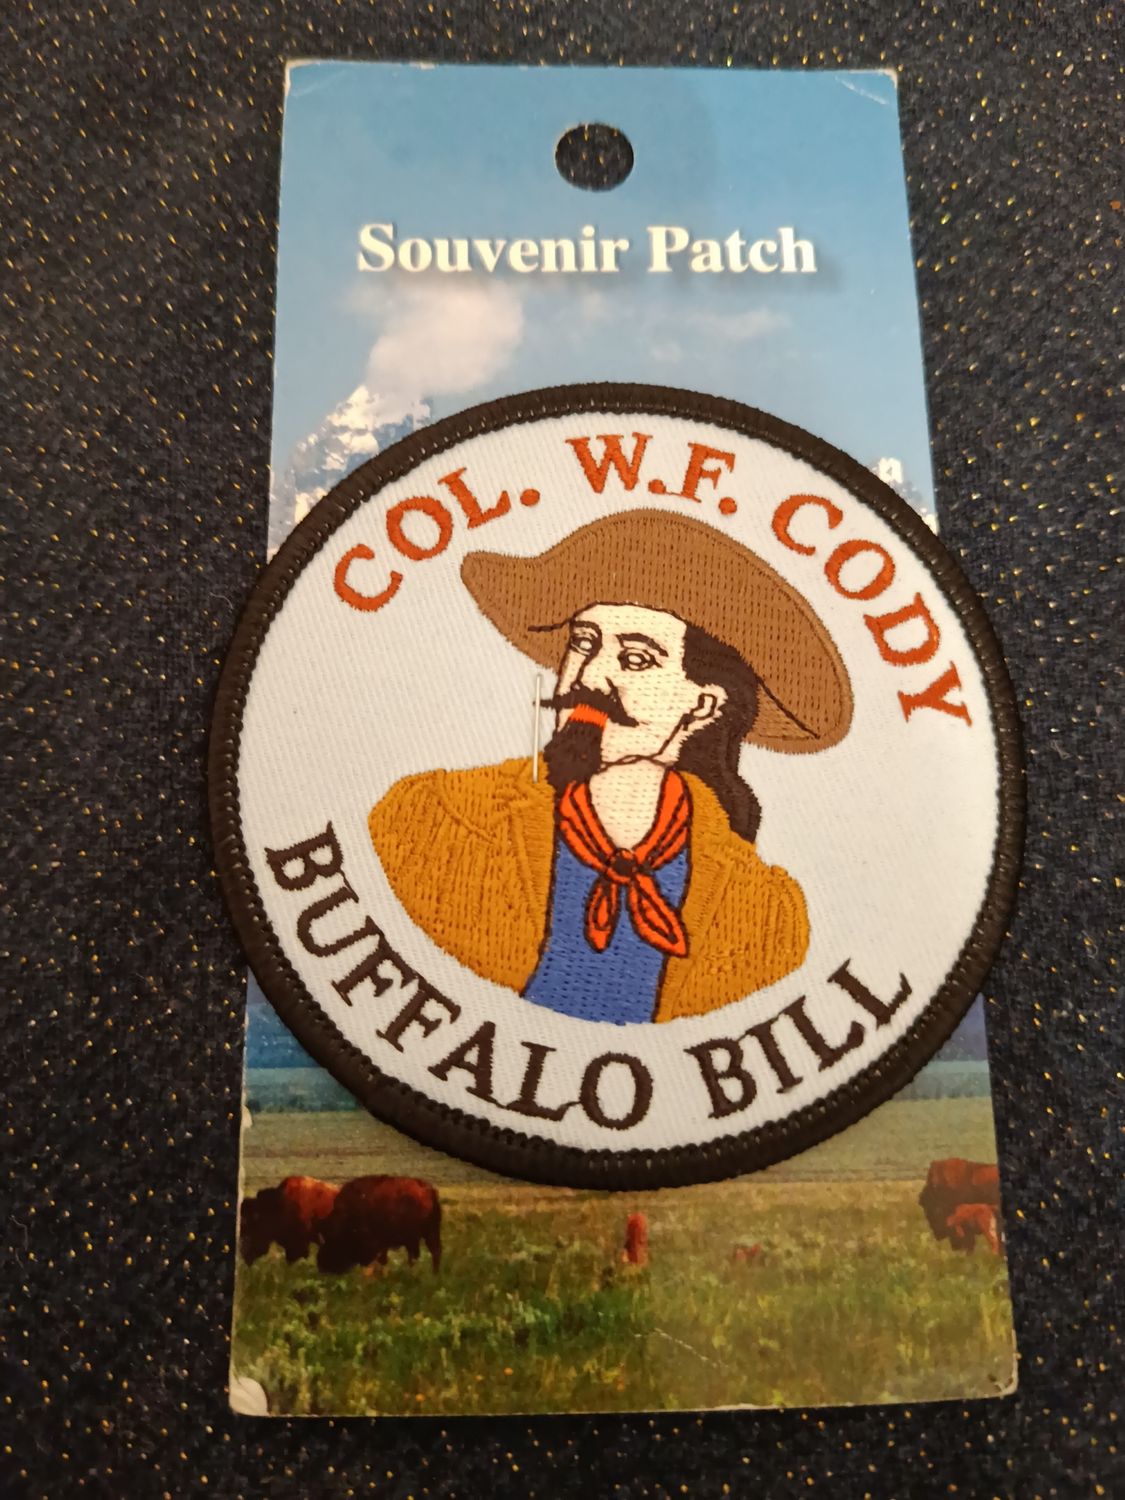 Souvenir Patch
COL. W.F. CODY
BUFFALO BILL